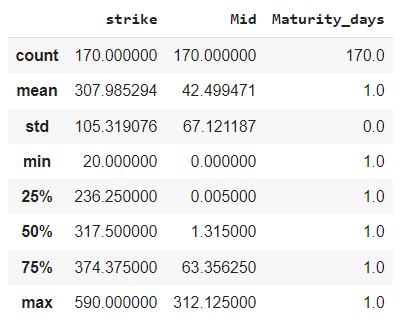 strike Mid Maturity_days
count 170.000000 170.000000 170.0
mean 307.985294 42.499471 1.0
std 105.319076 67.121187 0.0
min 20.000000 0.000000 1.0
25% 236.250000 0.005000 1.0
50% 317.500000 1.315000 1.0
75% 374.375000 63.356250 1.0
max 590.000000 312.125000 1.0